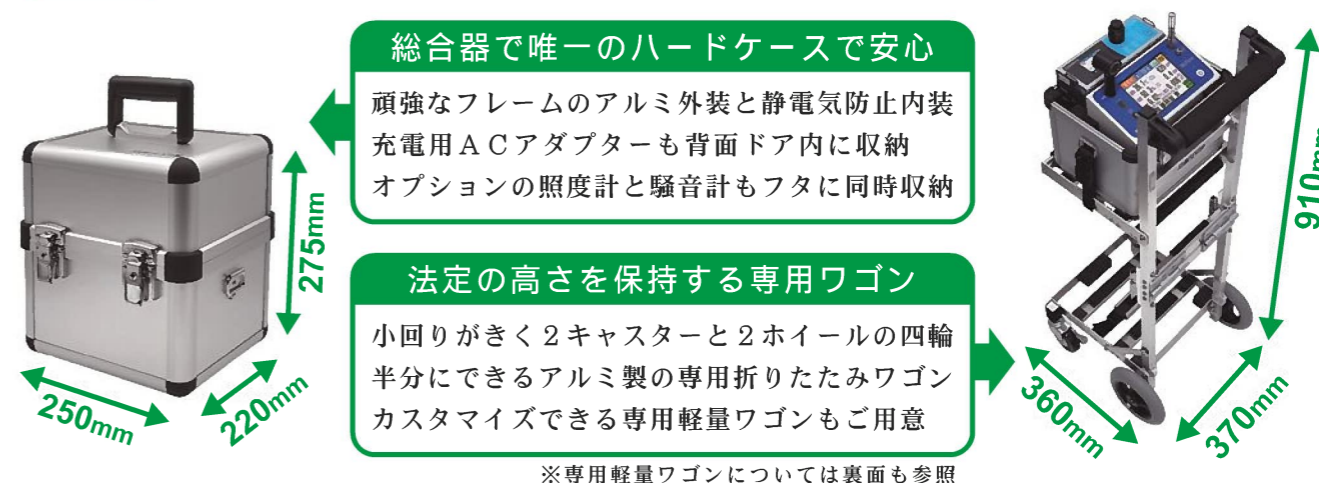 総合器で唯一のハードケースで安心
頑強なフレームのアルミ外装と静電気防止内装
充電用ACアダプターも背面ドア内に収納
オプションの照度計と騒音計もフタに同時収納
275mm
250mm
220mm
法定の高さを保持する専用ワゴン
小回りがきく2キャスターと2ホイールの四輪
半分にできるアルミ製の専用折りたたみワゴン
カスタマイズできる専用軽量ワゴンもご用意
※専用軽量ワゴンについては裏面も参照
910mm
360mm
370mm